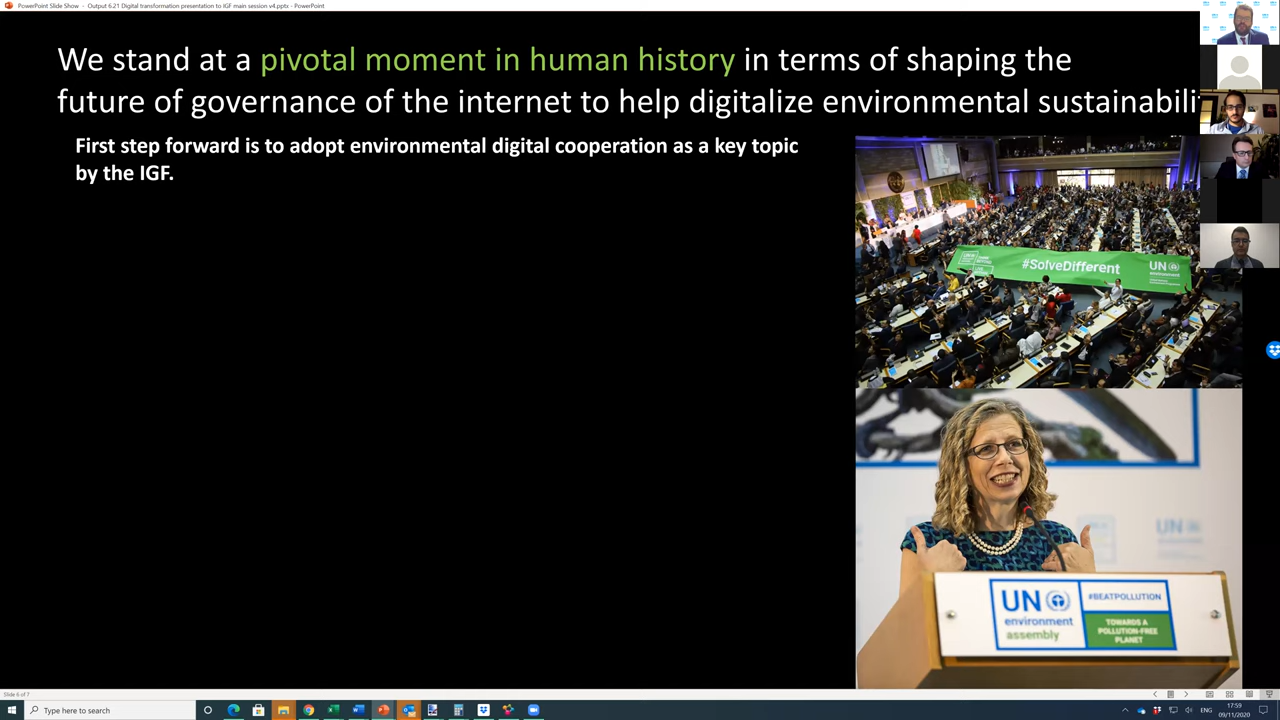 PowerPoint Slide Show - Output 6.21 Digital transformation presentation to IGF main session v4.pptx - PowerPoint
We stand at a pivotal moment in human history in terms of shaping the
future of governance of the internet to help digitalize environmental sustainabili
First step forward is to adopt environmental digital cooperation as a key topic
by the IGF.
#SolveDifferent
UN
environment
UN
UN
environment
assembly
#BEATPOLLUTION
TOWARDS A
POLLUTION-FREE
PLANET
Slide 6 of 7
Type here to search
ENG
17:59
09/11/2020